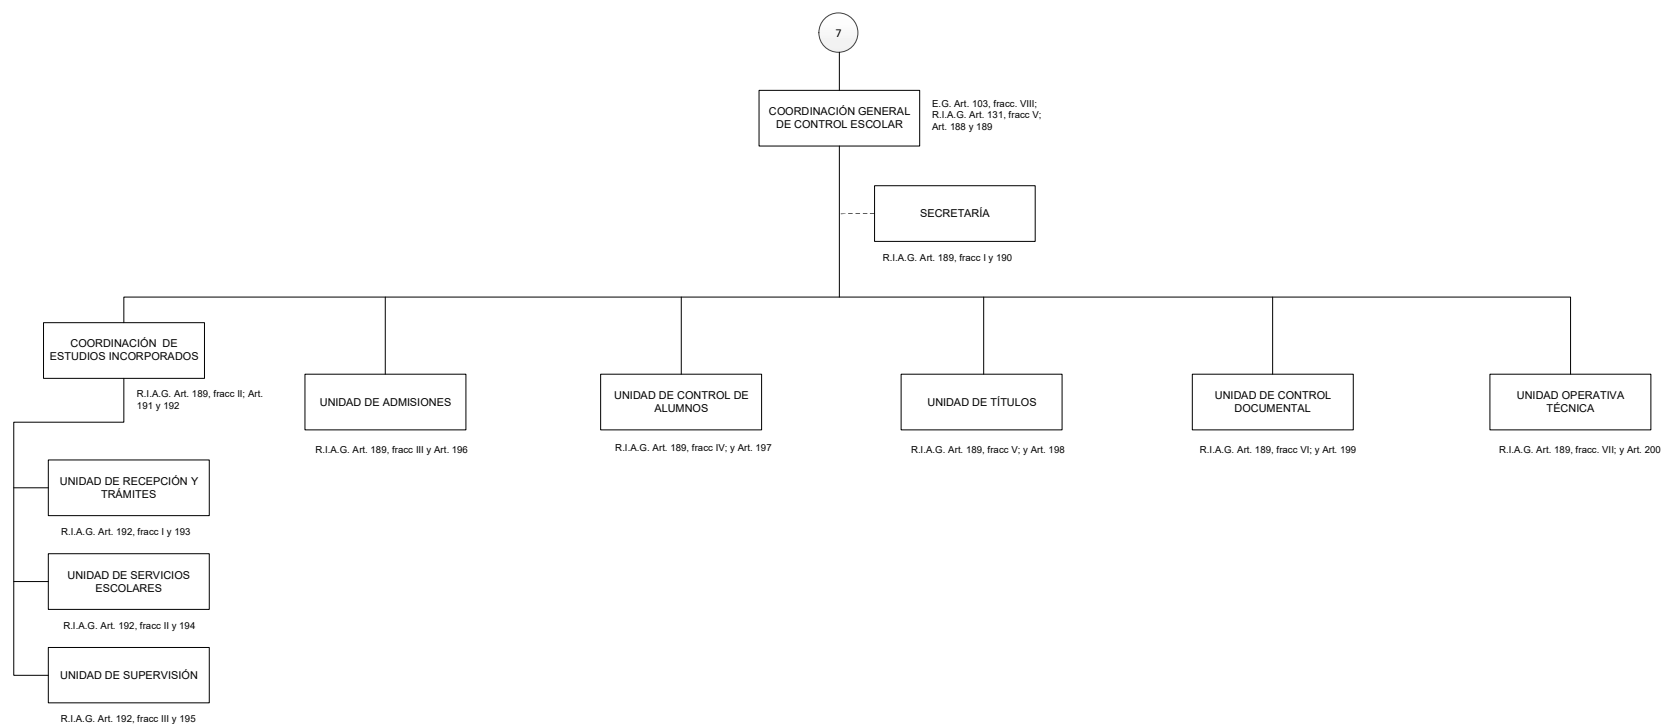 7
COORDINACIÓN GENERAL
DE CONTROL ESCOLAR
E.G. Art. 103, fracc. VIII;
R.I.A.G. Art. 131, fracc V;
Art. 188 y 189
SECRETARÍA
R.I.A.G. Art. 189, fracc I y 190
COORDINACIÓN DE
ESTUDIOS INCORPORADOS
R.I.A.G. Art. 189, fracc II; Art.
191 y 192
UNIDAD DE ADMISIONES
R.I.A.G. Art. 189, fracc III y Art. 196
UNIDAD DE CONTROL DE
ALUMNOS
R.I.A.G. Art. 189, fracc IV; y Art. 197
UNIDAD DE TÍTULOS
R.I.A.G. Art. 189, fracc V; y Art. 198
UNIDAD DE CONTROL
DOCUMENTAL
R.I.A.G. Art. 189, fracc VI; y Art. 199
UNIDAD OPERATIVA
TÉCNICA
R.I.A.G. Art. 189, fracc. VII; y Art. 200
UNIDAD DE RECEPCIÓN Y
TRÁMITES
R.I.A.G. Art. 192, fracc I y 193
UNIDAD DE SERVICIOS
ESCOLARES
R.I.A.G. Art. 192, fracc II y 194
UNIDAD DE SUPERVISIÓN
R.I.A.G. Art. 192, fracc III y 195